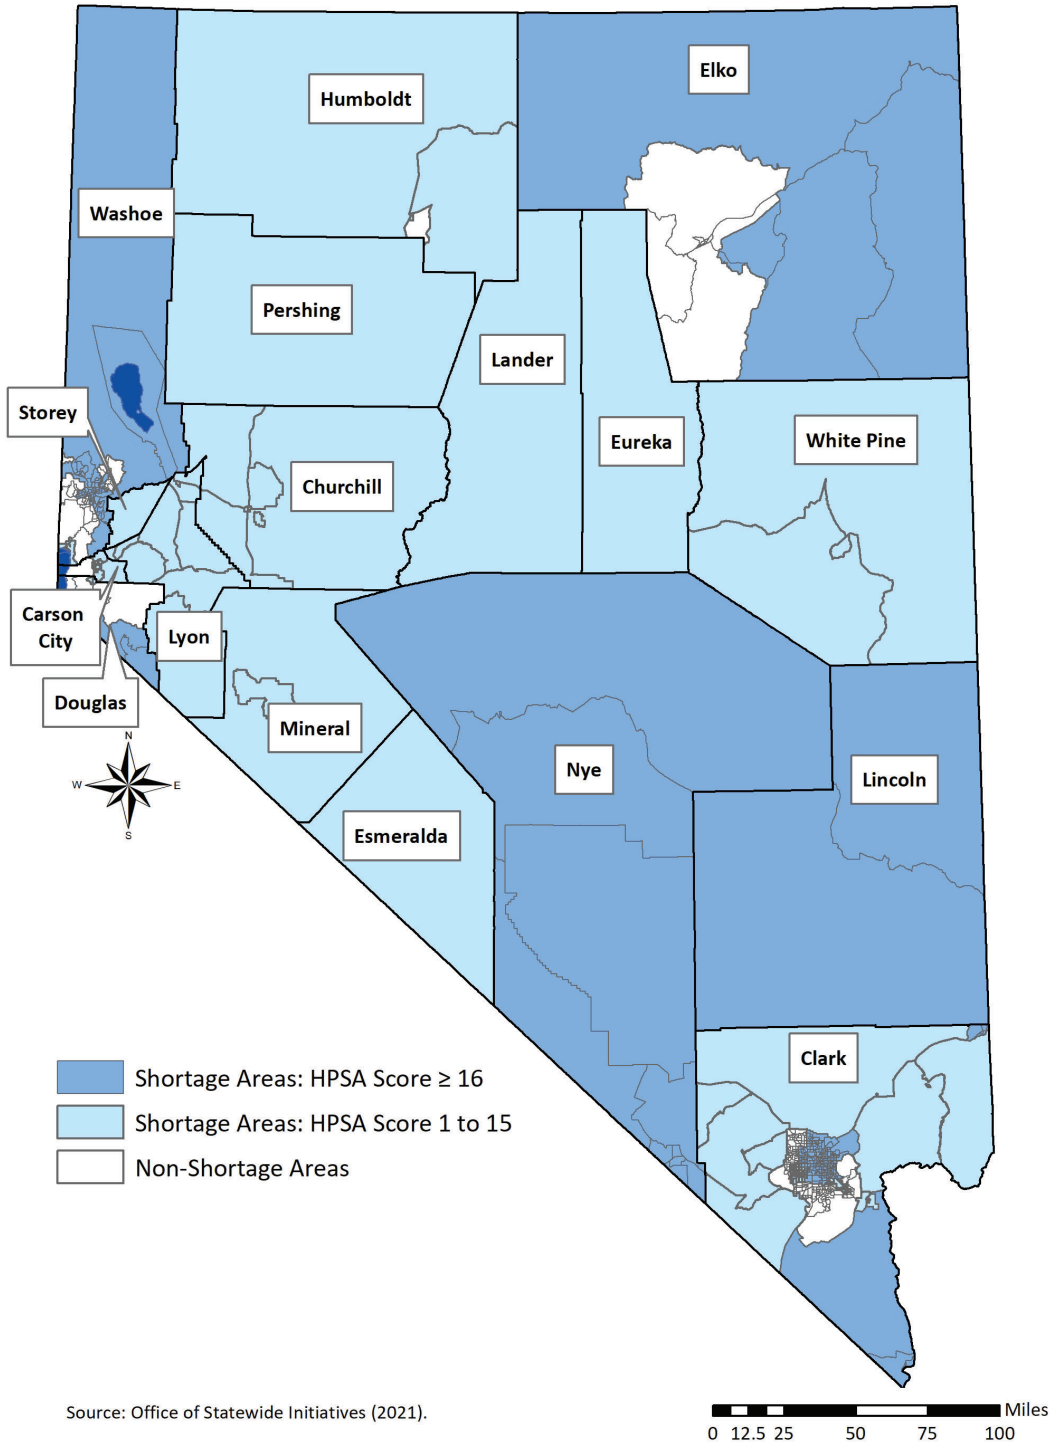 Elko
Humboldt
Washoe
Pershing
Lander
Storey
Eureka
White Pine
Churchill
Carson
City
Lyon
Douglas
Mineral
N
W
E
S
Nye
Lincoln
Esmeralda
Clark
Shortage Areas: HPSA Score ≥ 16
Shortage Areas: HPSA Score 1 to 15
Non-Shortage Areas
Source: Office of Statewide Initiatives (2021).
Miles
0 12.5 25 50 75 100